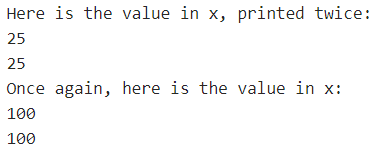 Here is the value in x, printed twice:
25
25
Once again, here is the value in x:
100
100